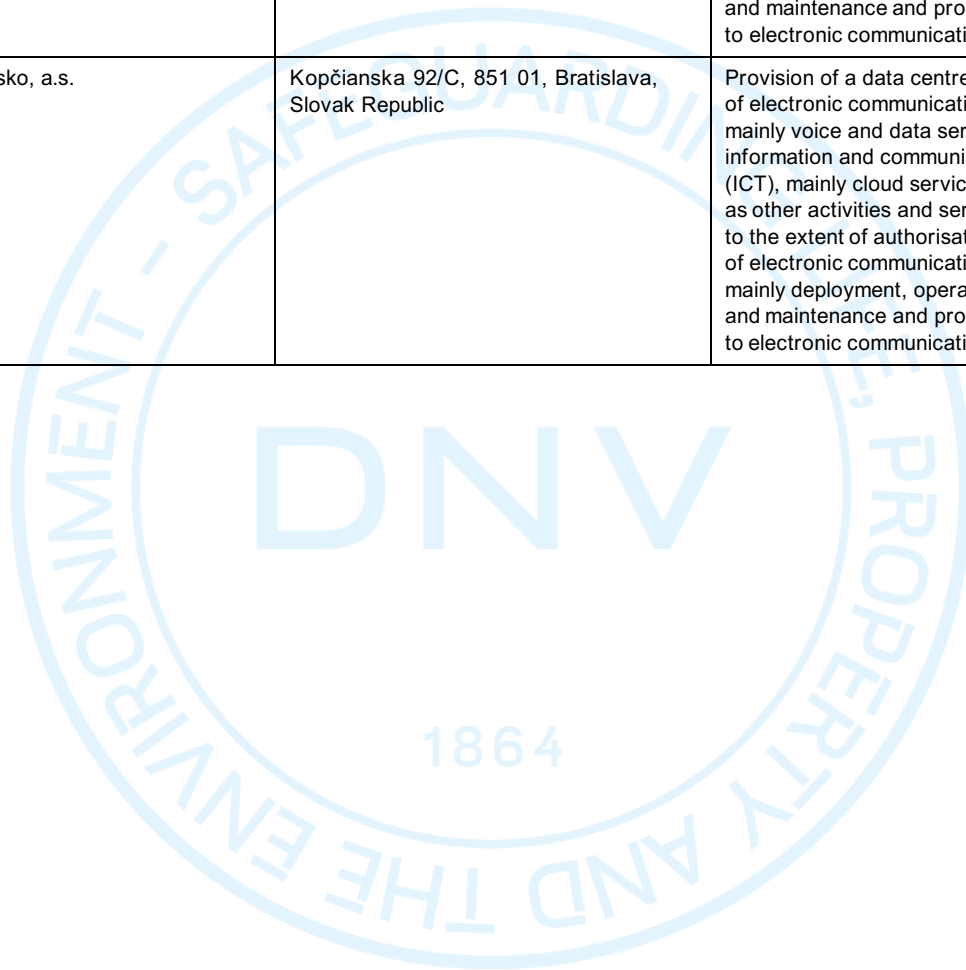 and maintenance and pro
to electronic communicati
sko, a.s.
Kopčianska 92/C, 851 01, Bratislava,
Slovak Republic
Provision of a data centre
of electronic communicati
mainly voice and data ser
information and communi
(ICT), mainly cloud servic
as other activities and ser
to the extent of authorisat
of electronic communicati
mainly deployment, opera
and maintenance and pro
to electronic communicati
SAFEGUARDING LIFE, PROPERTY AND THE ENVIRONMENT -
DNV
1864